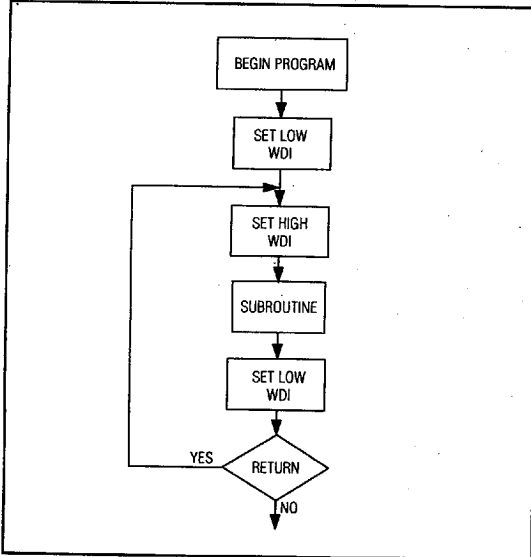 BEGIN PROGRAM
SET LOW
WDI
SET HIGH
WDI
SUBROUTINE
SET LOW
WDI
YES
RETURN
NO